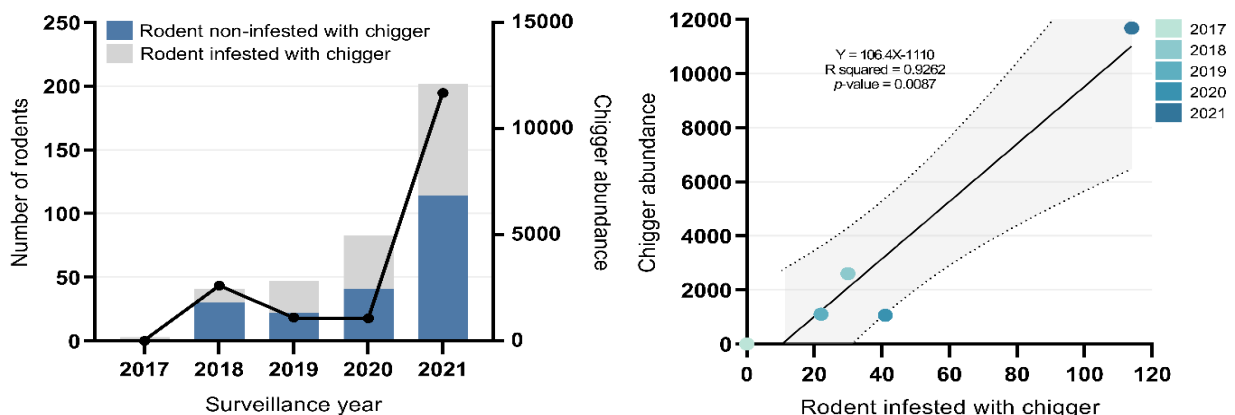 250
200
150
100
50
0
Number of rodents
Rodent non-infested with chigger
Rodent infested with chigger
15000
10000
5000
0
Chigger abundance
2017 2018 2019 2020 2021
Surveillance year
12000
10000
8000
6000
4000
2000
0
Chigger abundance
Y = 106.4X-1110
R squared = 0.9262
p-value = 0.0087
0 20 40 60 80 100 120
Rodent infested with chigger
2017
2018
2019
2020
2021